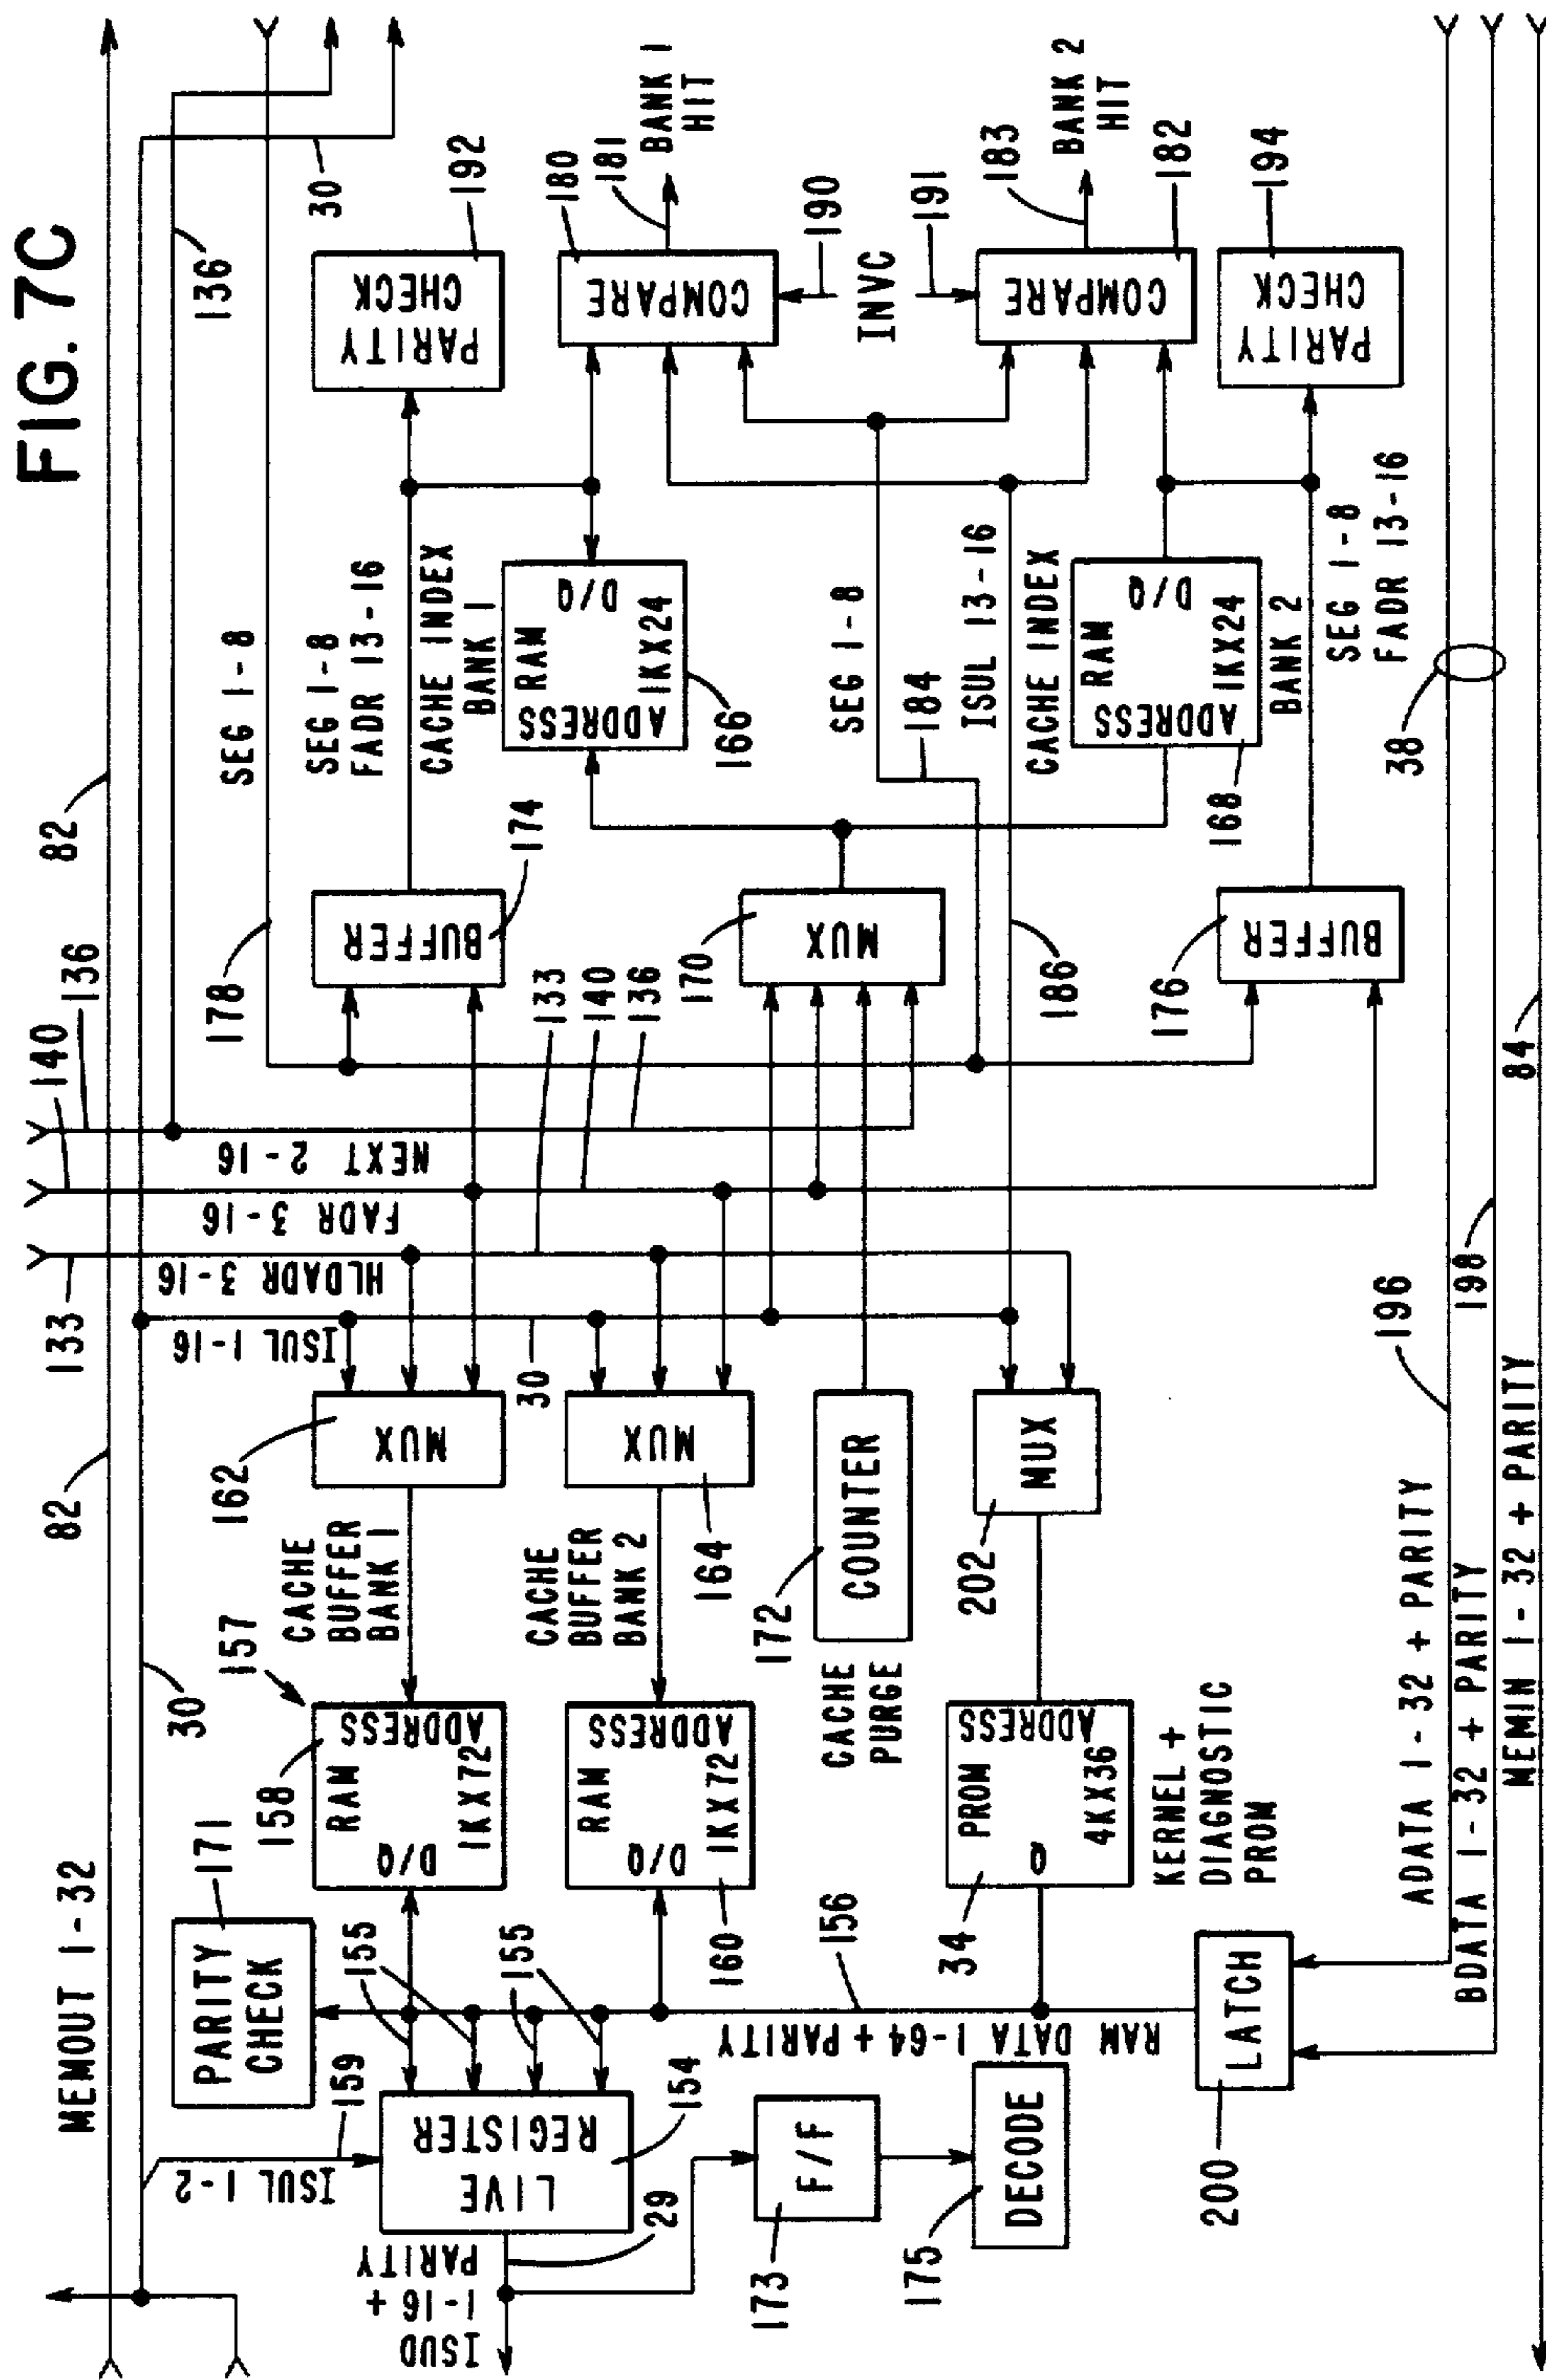 FIG. 7C
MEMOUT 1-32
82
82
30
136
30
133
140
136
ISUL 1-2
159
PARITY
CHECK
171
ISUL 1-16
HLDADR 3-16
FADR 3-16
NEXT 2-16
SEG 1-8
178
LIVE
REGISTER
154
155
155
29
ISUD
1-16 +
PARITY
157
158
RAM
ADDRESS
D/Q
1KX72
CACHE
BUFFER
BANK 1
MUX
162
BUFFER
174
SEG 1-8
FADR 13-16
PARITY
CHECK
192
CACHE INDEX
BANK 1
RAM
ADDRESS
D/Q
1KX24
166
COMPARE
180
181
BANK 1
HIT
RAM
ADDRESS
D/Q
1KX72
160
CACHE
BUFFER
BANK 2
MUX
164
30
133
140
136
170
MUX
SEG 1-8
184
190
INVC
191
F/F
173
DECODE
175
156
RAM DATA 1-64 + PARITY
CACHE
PURGE
172
COUNTER
186
ISUL 13-16
CACHE INDEX
RAM
ADDRESS
D/Q
1KX24
168
BANK 2
COMPARE
182
183
BANK 2
HIT
34
PROM
ADDRESS
Q
4KX36
KERNEL +
DIAGNOSTIC
PROM
202
MUX
176
BUFFER
SEG 1-8
FADR 13-16
PARITY
CHECK
194
LATCH
200
38
ADATA 1-32 + PARITY
196
BDATA 1-32 + PARITY
198
MEMIN 1-32 + PARITY
84